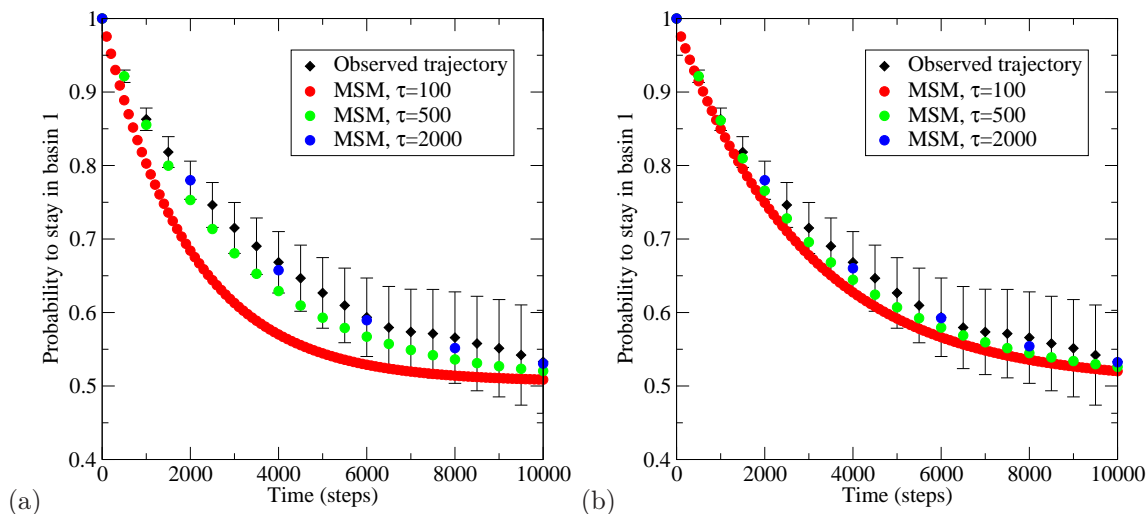 1
0.9
0.8
0.7
0.6
0.5
0.4
Probability to stay in basin 1
0
2000
4000
6000
8000
10000
Time (steps)
Observed trajectory
MSM, τ=100
MSM, τ=500
MSM, τ=2000
(a)
1
0.9
0.8
0.7
0.6
0.5
0.4
Probability to stay in basin 1
0
2000
4000
6000
8000
10000
Time (steps)
Observed trajectory
MSM, τ=100
MSM, τ=500
MSM, τ=2000
(b)